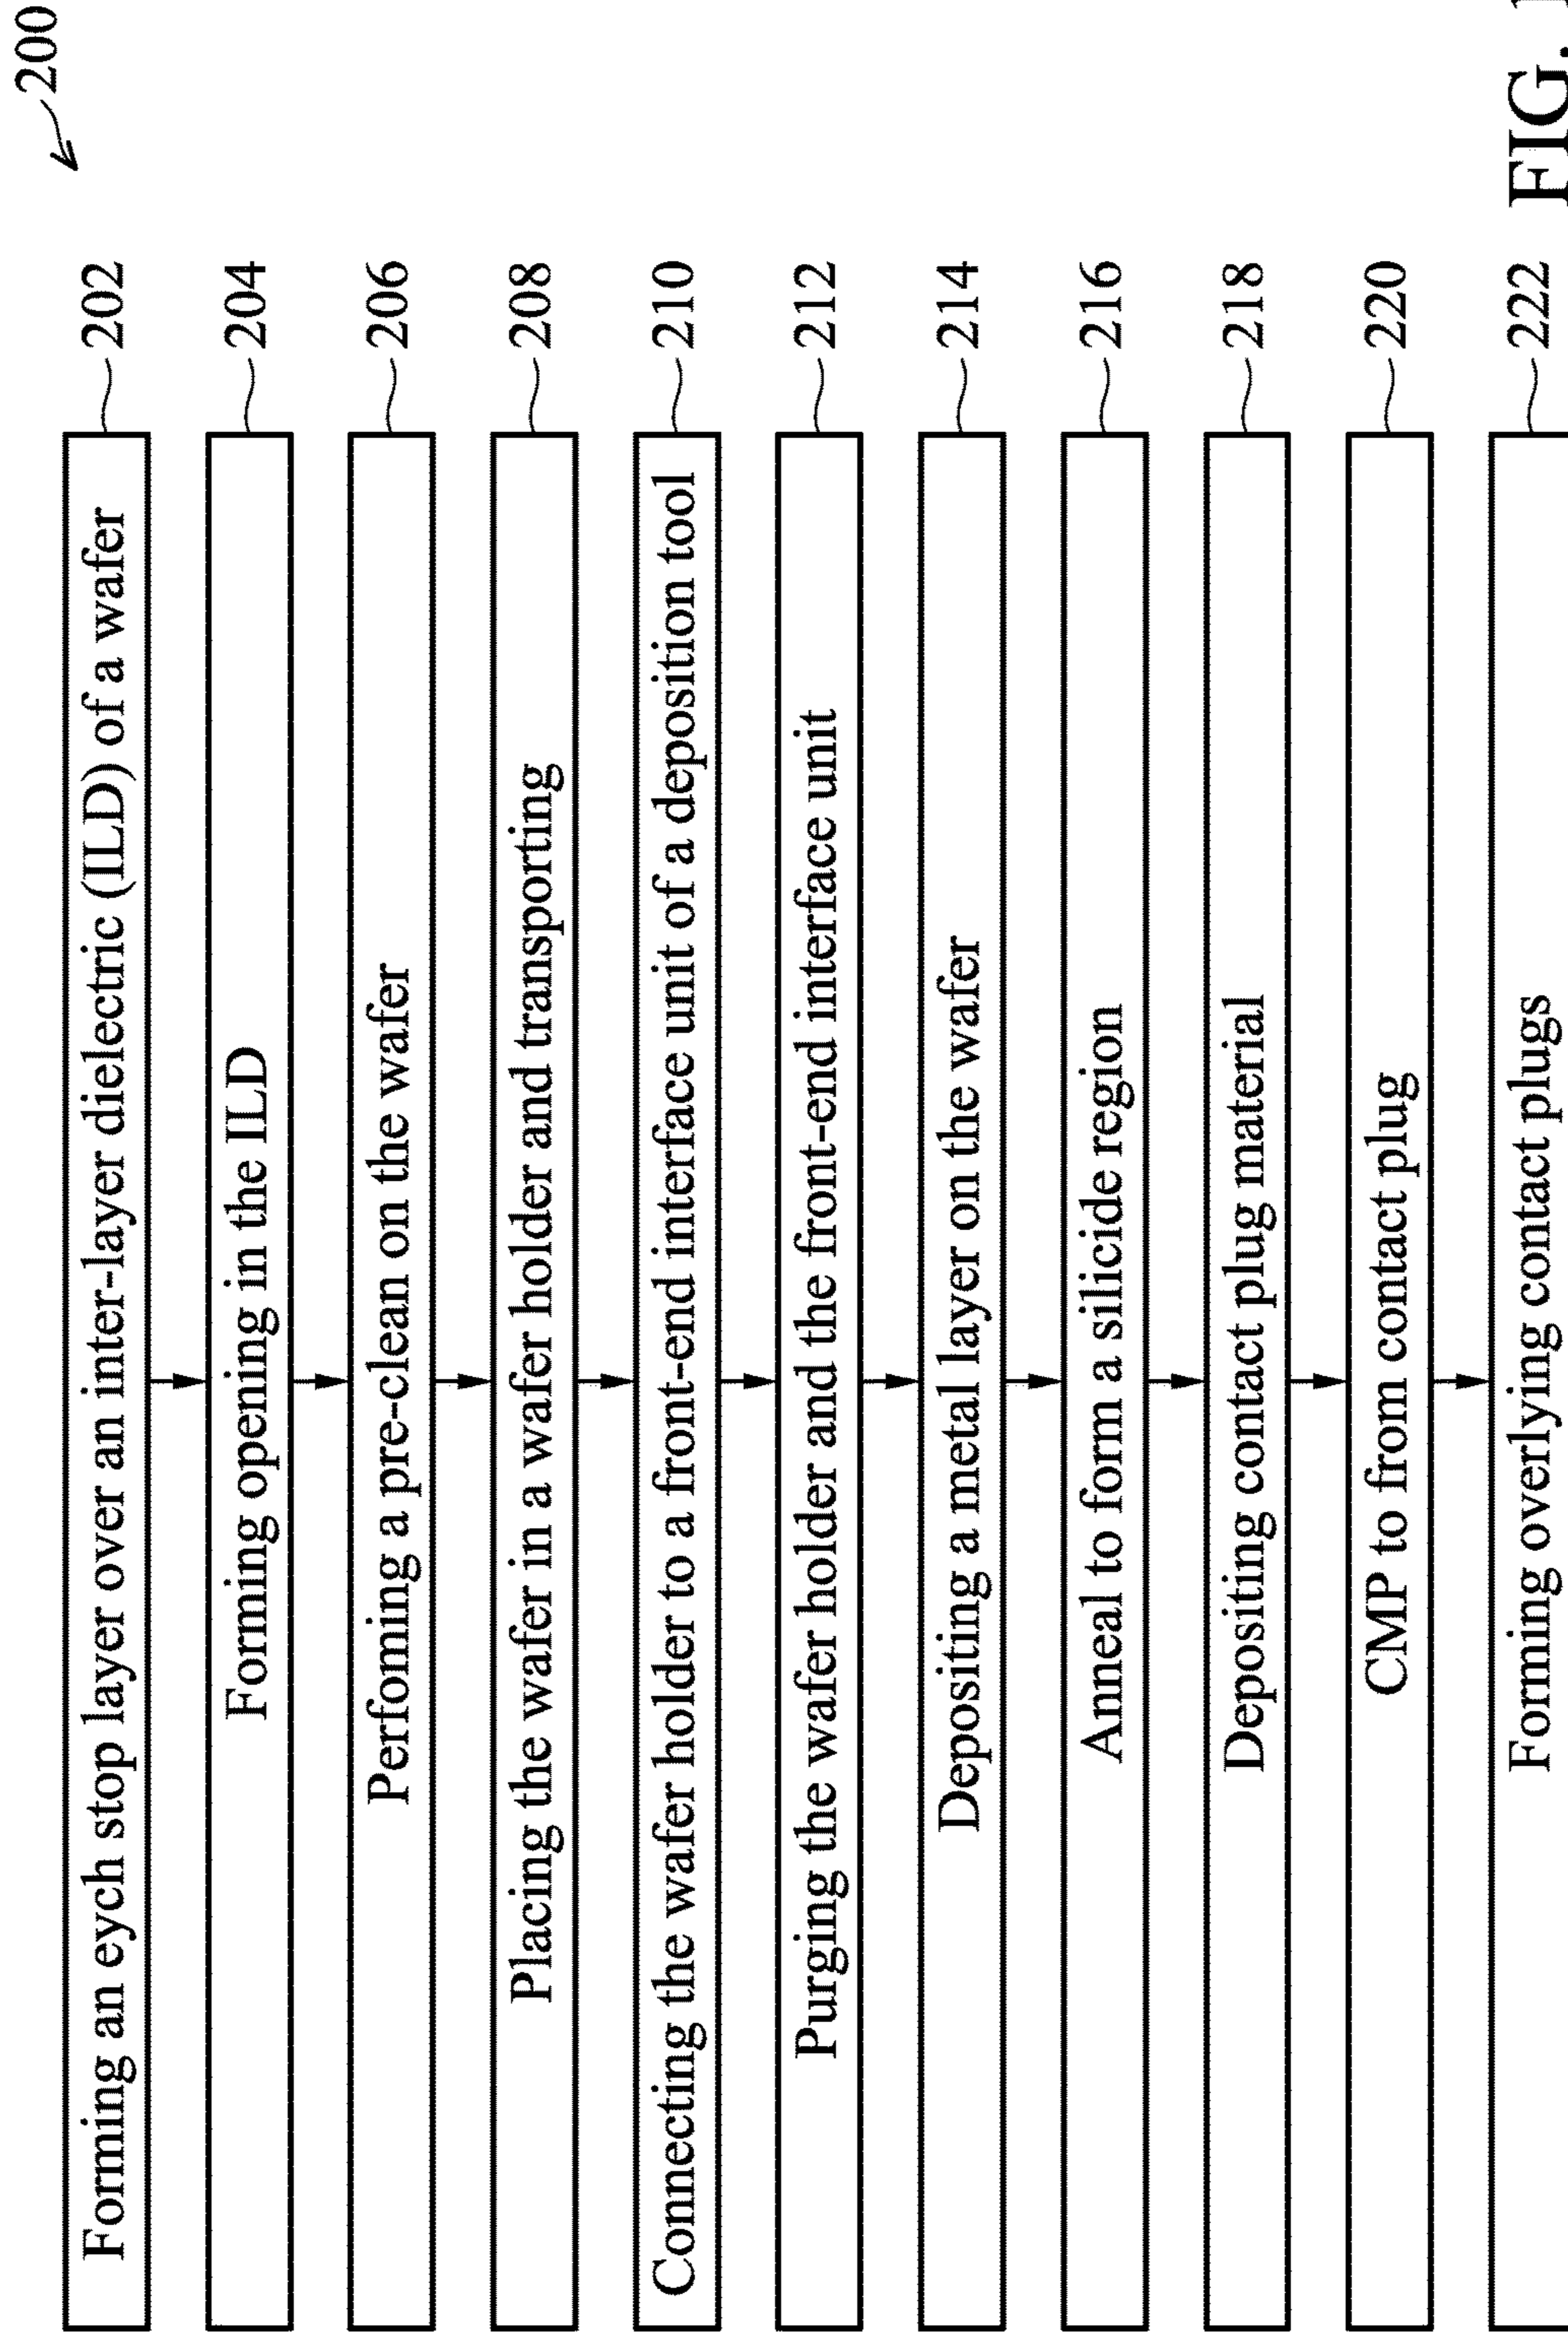 200
Forming an eych stop layer over an inter-layer dielectric (ILD) of a wafer 202
Forming opening in the ILD 204
Perfoming a pre-clean on the wafer 206
Placing the wafer in a wafer holder and transporting 208
Connecting the wafer holder to a front-end interface unit of a deposition tool 210
Purging the wafer holder and the front-end interface unit 212
Depositing a metal layer on the wafer 214
Anneal to form a silicide region 216
Depositing contact plug material 218
CMP to from contact plug 220
Forming overlying contact plugs 222
FIG.